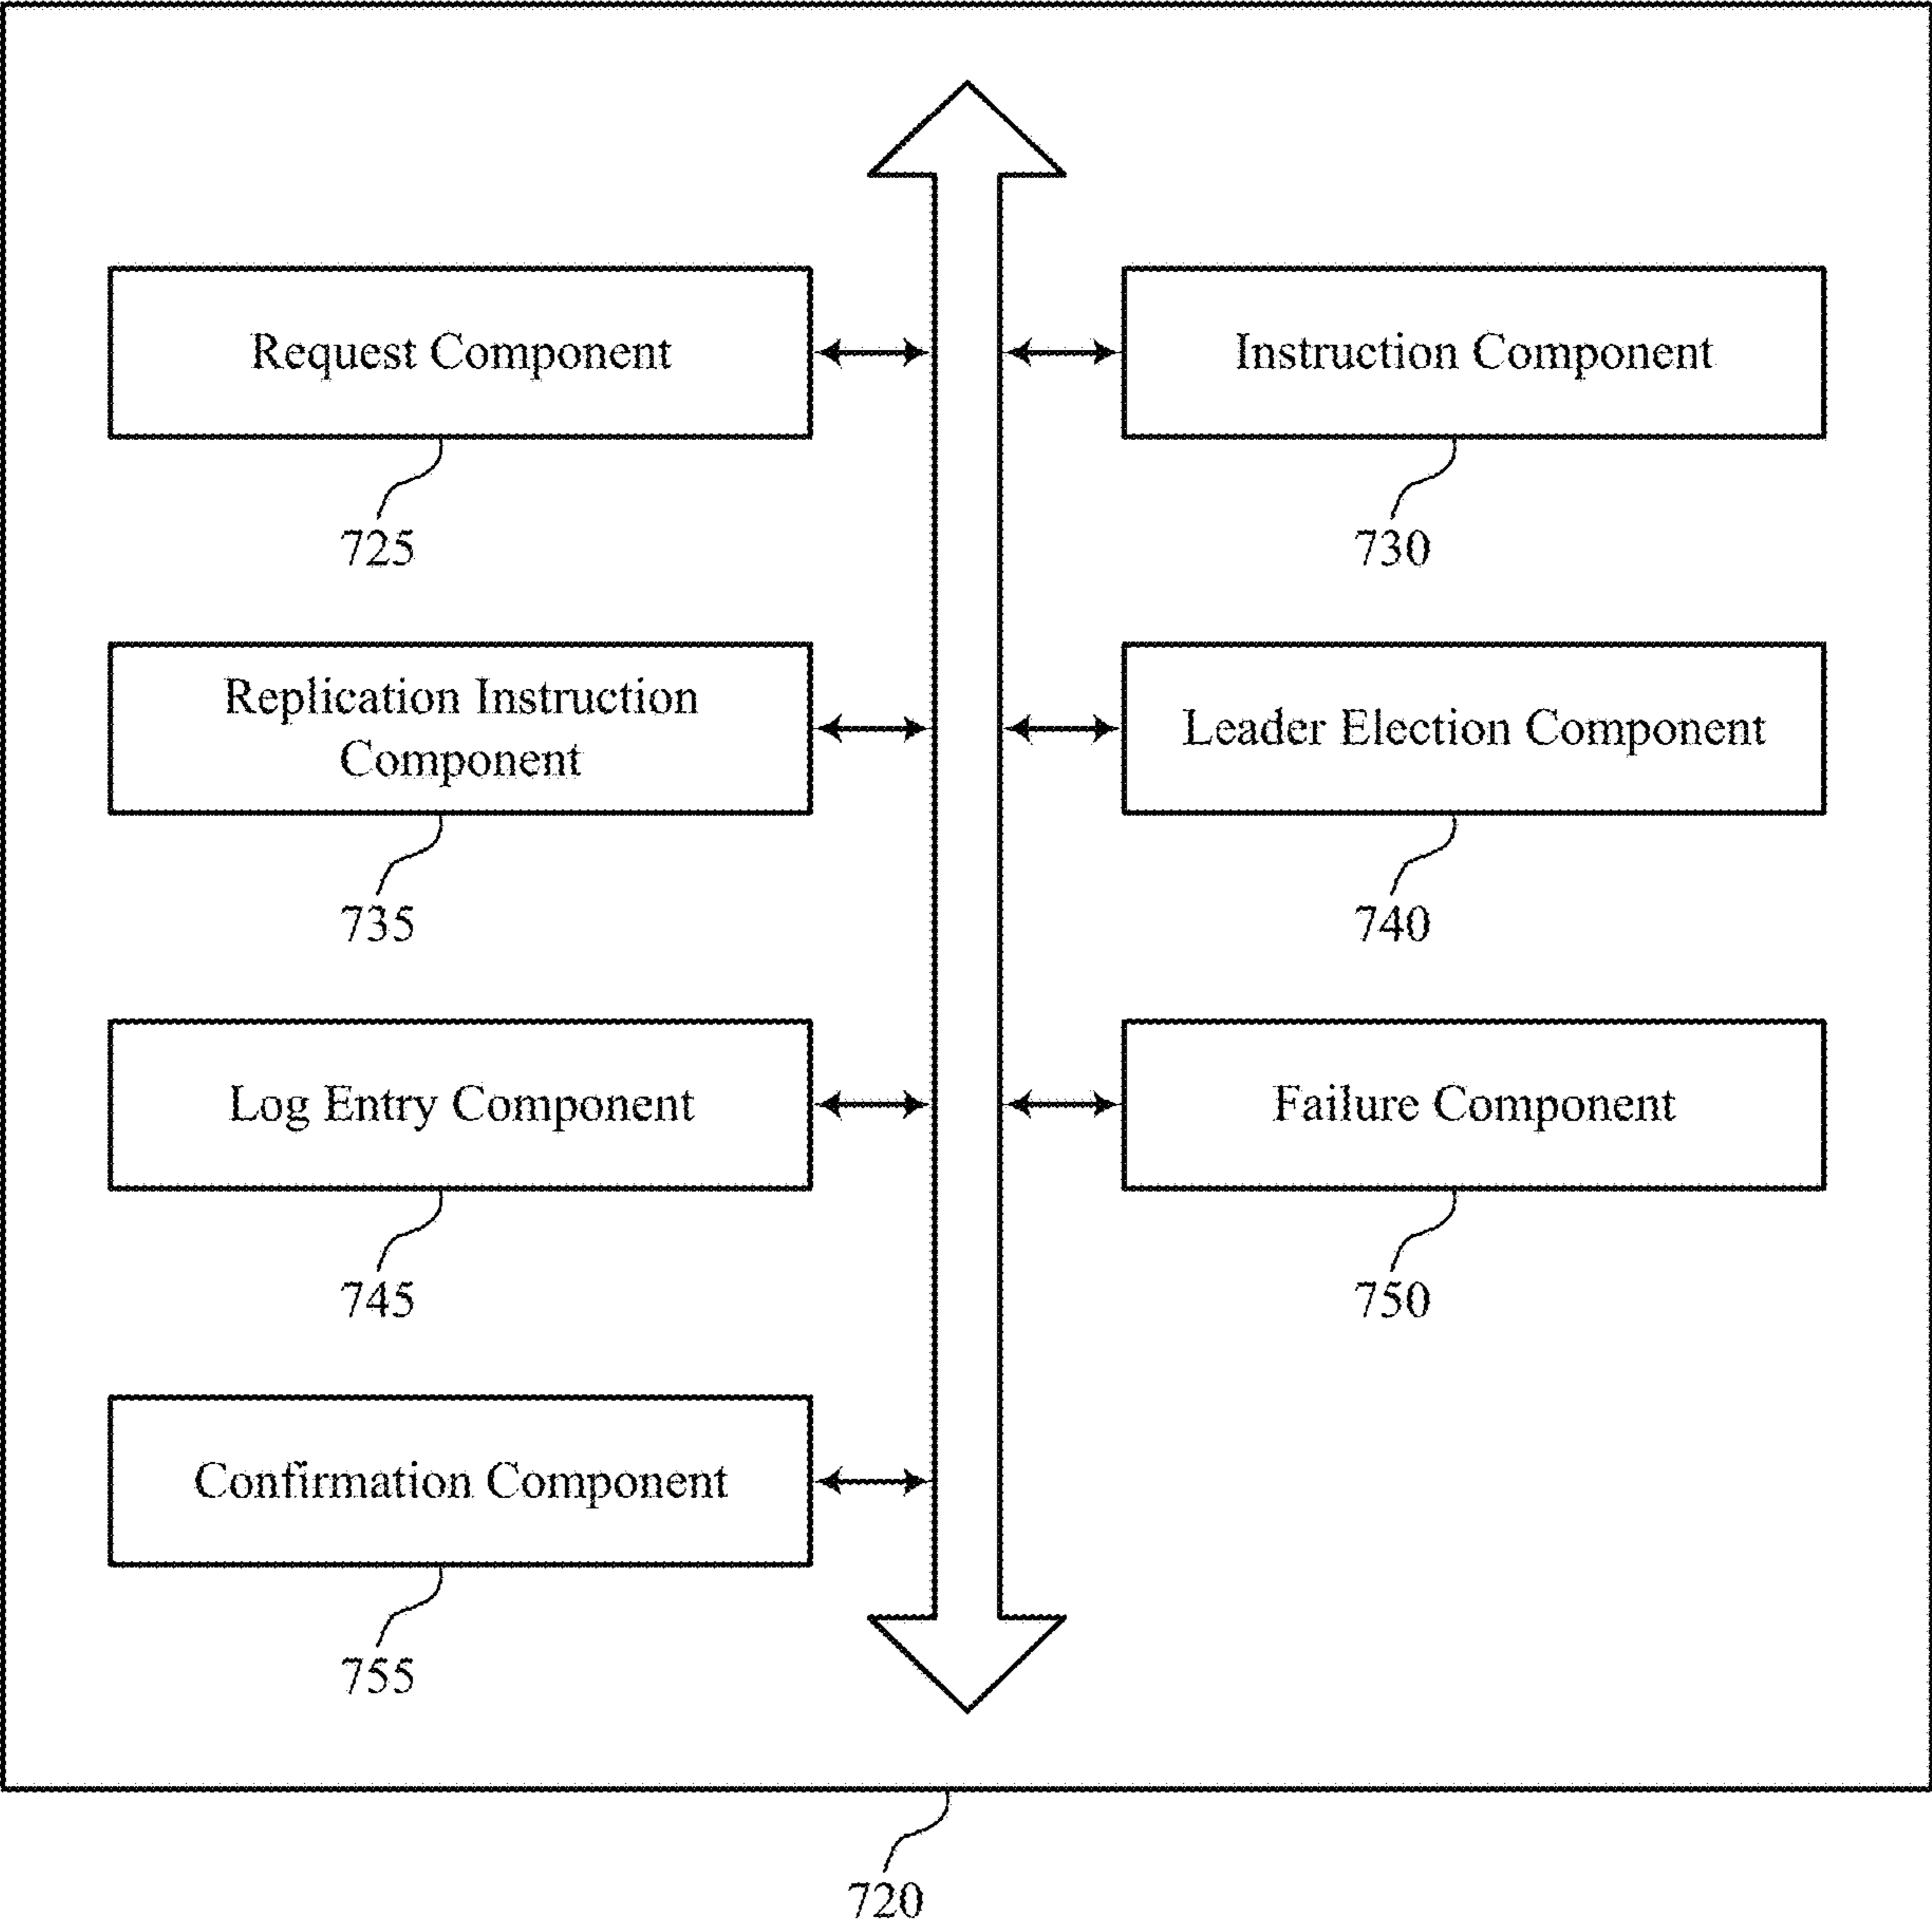 Request Component
725
Instruction Component
730
Replication Instruction
Component
735
Leader Election Component
740
Log Entry Component
745
Failure Component
750
Confirmation Component
755
720